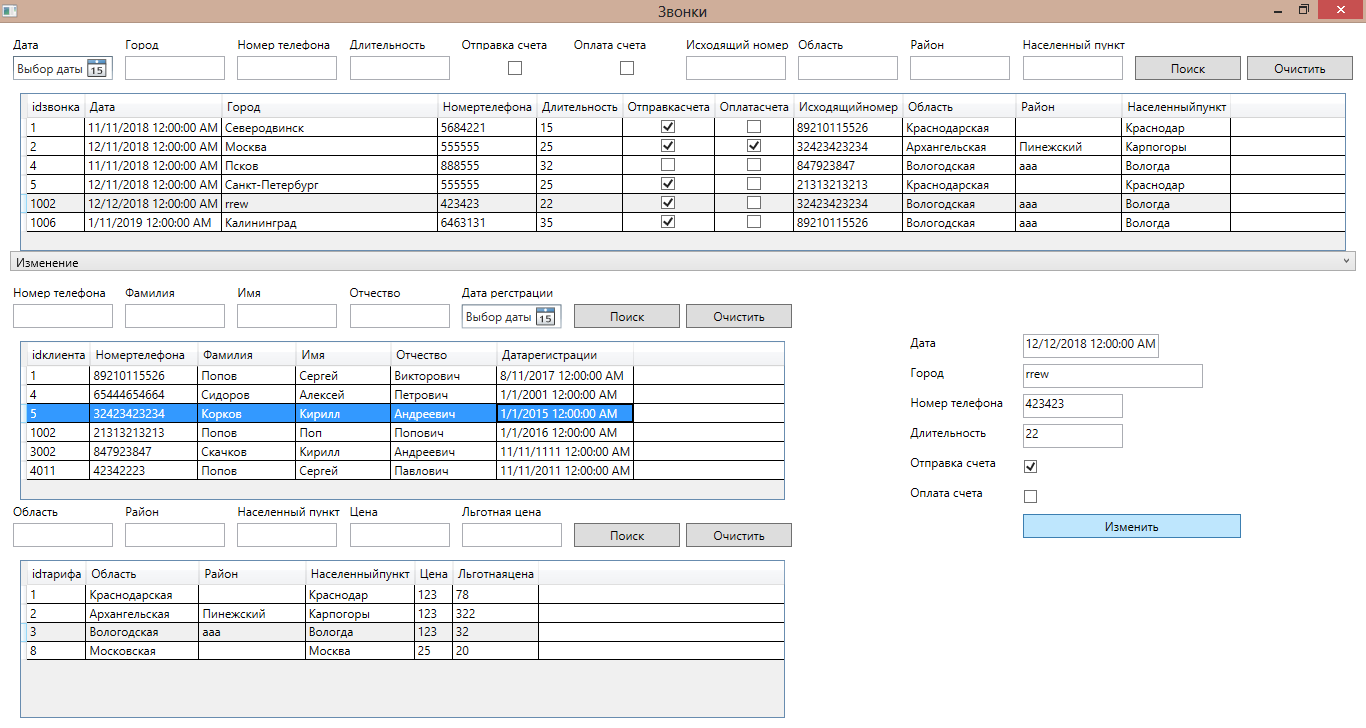 Звонки
Дата Город Номер телефона Длительность Отправка счета Оплата счета Исходящий номер Область Район Населенный пункт
Выбор даты 15 Поиск Очистить
idзвонка Дата Город Номертелефона Длительность Отправкасчета Оплатасчета Исходящийномер Область Район Населенныйпункт
1 11/11/2018 12:00:00 AM Северодвинск 5684221 15 89210115526 Краснодарская Краснодар
2 12/11/2018 12:00:00 AM Москва 555555 25 32423423234 Архангельская Пинежский Карпогоры
4 11/11/2018 12:00:00 AM Псков 888555 32 847923847 Вологодская ааа Вологда
5 12/11/2018 12:00:00 AM Санкт-Петербург 555555 25 21313213213 Краснодарская Краснодар
1002 12/12/2018 12:00:00 AM rrew 423423 22 32423423234 Вологодская ааа Вологда
1006 1/11/2019 12:00:00 AM Калининград 6463131 35 89210115526 Вологодская ааа Вологда
Изменение
Номер телефона Фамилия Имя Отчество Дата регстрации
Выбор даты 15 Поиск Очистить
idклиента Номертелефона Фамилия Имя Отчество Датарегистрации
1 89210115526 Попов Сергей Викторович 8/11/2017 12:00:00 AM
4 65444654664 Сидоров Алексей Петрович 1/1/2001 12:00:00 AM
5 32423423234 Корков Кирилл Андреевич 1/1/2015 12:00:00 AM
1002 21313213213 Попов Поп Попович 1/1/2016 12:00:00 AM
3002 847923847 Скачков Кирилл Андреевич 11/11/1111 12:00:00 AM
4011 42342223 Попов Сергей Павлович 11/11/2011 12:00:00 AM
Область Район Населенный пункт Цена Льготная цена
Поиск Очистить
idтарифа Область Район Населенныйпункт Цена Льготнаяцена
1 Краснодарская Краснодар 123 78
2 Архангельская Пинежский Карпогоры 123 322
3 Вологодская ааа Вологда 123 32
8 Московская Москва 25 20
Дата 12/12/2018 12:00:00 AM
Город rrew
Номер телефона 423423
Длительность 22
Отправка счета
Оплата счета
Изменить